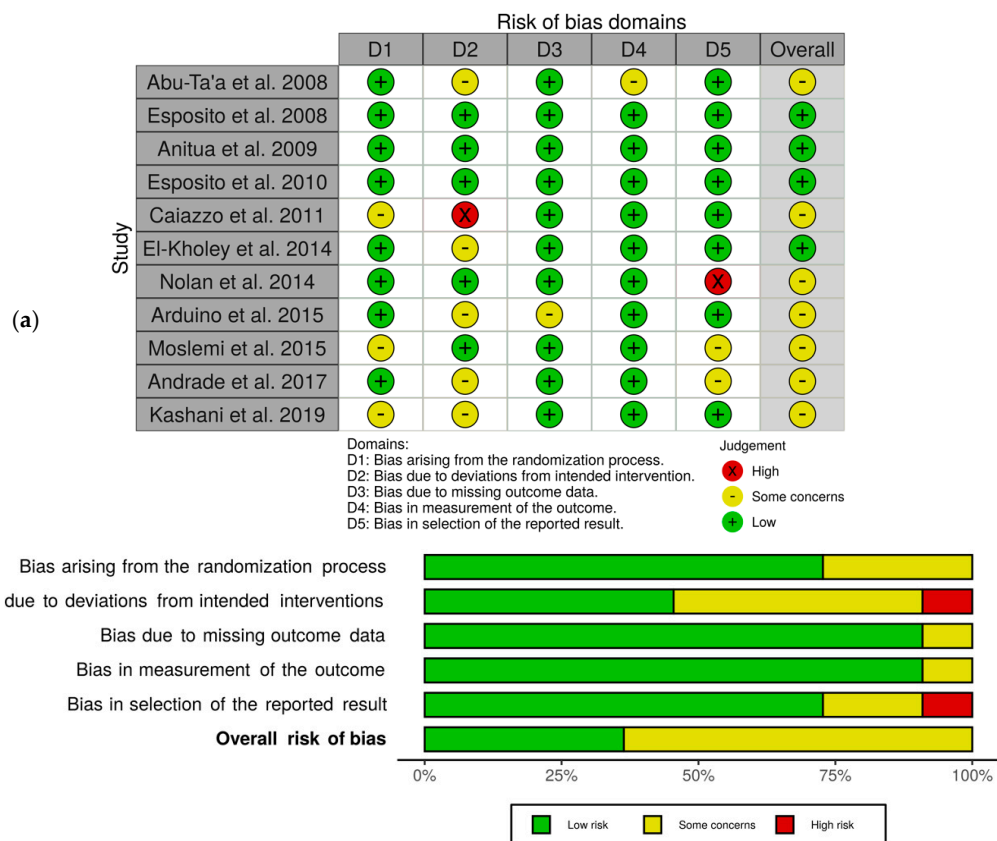 Risk of bias domains
D1 D2 D3 D4 D5 Overall
Study
(a)
Abu-Ta'a et al. 2008 + - + - + -
Esposito et al. 2008 + + + + + +
Anitua et al. 2009 + + + + + +
Esposito et al. 2010 + + + + + +
Caiazzo et al. 2011 - X + + + -
El-Kholey et al. 2014 + - + + + +
Nolan et al. 2014 + + + + X -
Arduino et al. 2015 + - - + + -
Moslemi et al. 2015 - + + + - -
Andrade et al. 2017 + - + + - -
Kashani et al. 2019 - - + + + -
Domains:
D1: Bias arising from the randomization process.
D2: Bias due to deviations from intended intervention.
D3: Bias due to missing outcome data.
D4: Bias in measurement of the outcome.
D5: Bias in selection of the reported result.
Judgement
X High
- Some concerns
+ Low
Bias arising from the randomization process
due to deviations from intended interventions
Bias due to missing outcome data
Bias in measurement of the outcome
Bias in selection of the reported result
Overall risk of bias
0% 25% 50% 75% 100%
Low risk Some concerns High risk